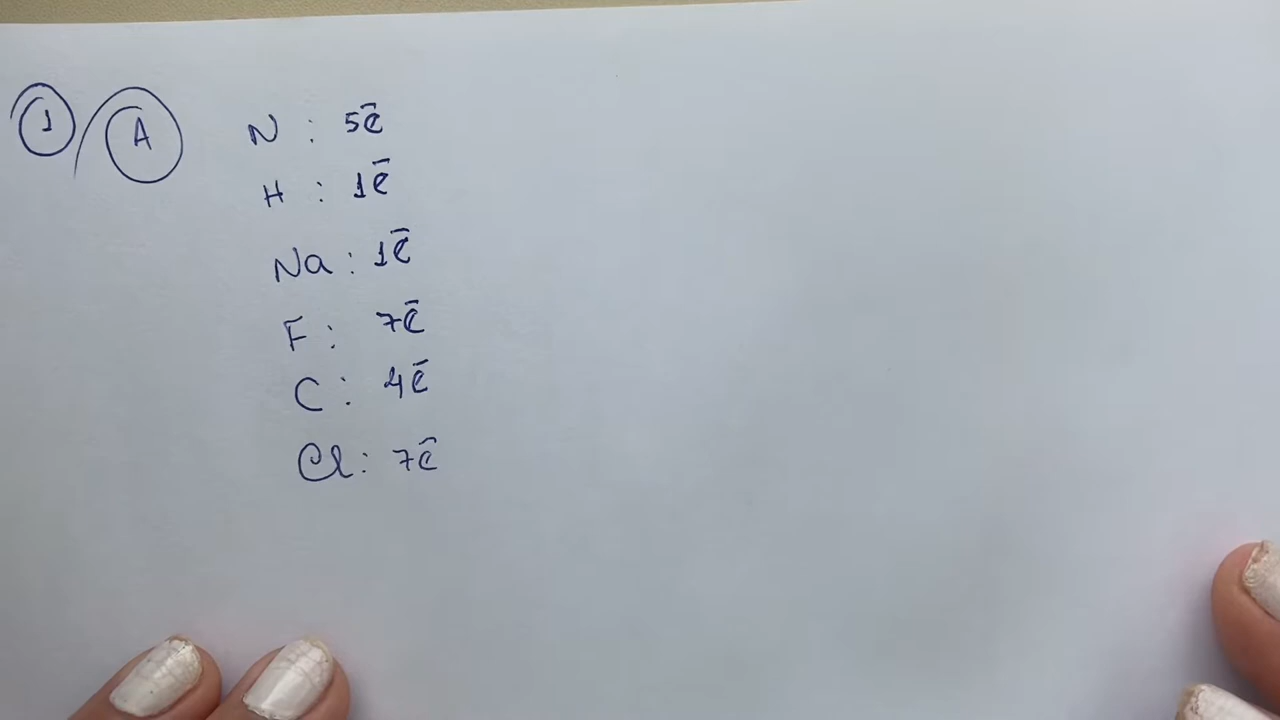 1 A N : 5ē
H : 1ē
Na : 1ē
F : 7ē
C : 4ē
Cl : 7ē